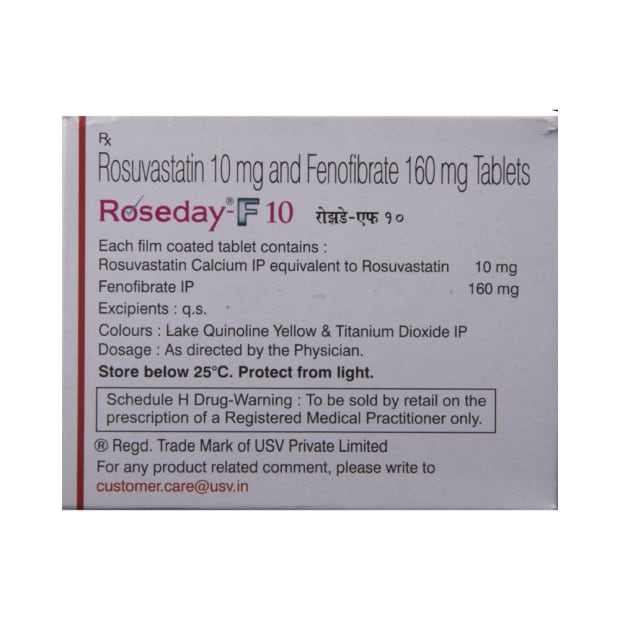 Rx
Rosuvastatin 10 mg and Fenofibrate 160 mg Tablets
Roseday®-F 10 रोझडे-एफ १०
Each film coated tablet contains :
Rosuvastatin Calcium IP equivalent to Rosuvastatin 10 mg
Fenofibrate IP 160 mg
Excipients : q.s.
Colours : Lake Quinoline Yellow & Titanium Dioxide IP
Dosage : As directed by the Physician.
Store below 25°C. Protect from light.
Schedule H Drug-Warning : To be sold by retail on the
prescription of a Registered Medical Practitioner only.
® Regd. Trade Mark of USV Private Limited
For any product related comment, please write to
customer.care@usv.in